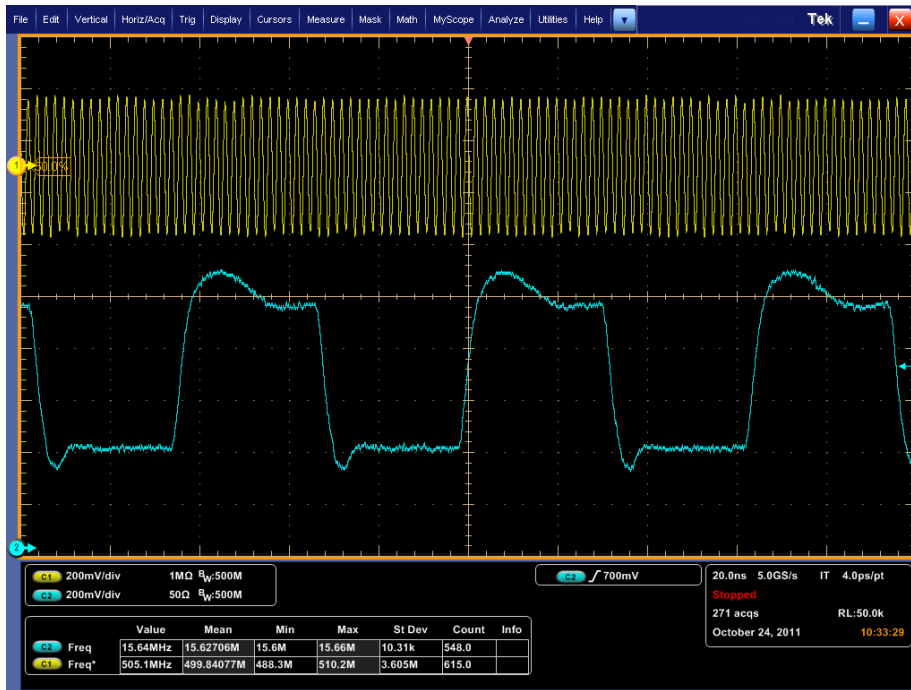 File Edit Vertical Horiz/Acq Trig Display Cursors Measure Mask Math MyScope Analyze Utilities Help Tek X
1 50.0%
2
C1 200mV/div 1MΩ BW:500M
C2 200mV/div 50Ω BW:500M
C2 700mV
20.0ns 5.0GS/s IT 4.0ps/pt
Stopped
271 acqs RL:50.0k
October 24, 2011 10:33:29
Value Mean Min Max St Dev Count Info
C2 Freq 15.64MHz 15.62706M 15.6M 15.66M 10.31k 548.0
C1 Freq* 505.1MHz 499.84077M 488.3M 510.2M 3.605M 615.0